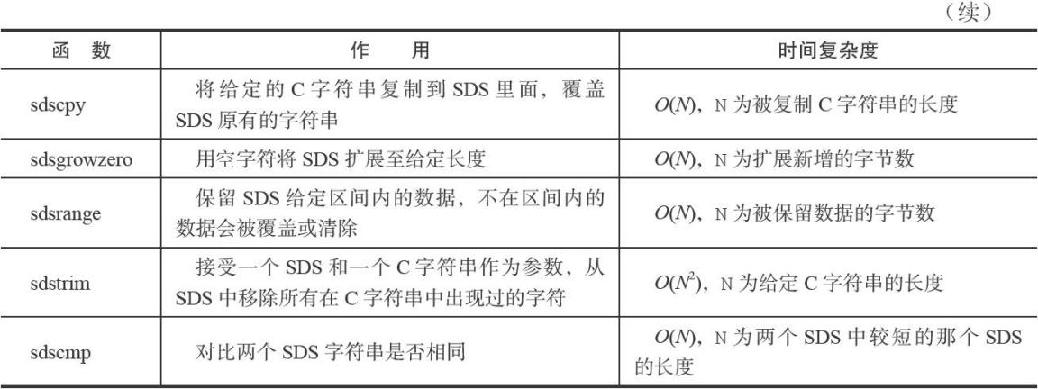 （续）
函 数 作 用 时间复杂度
sdscpy 将给定的 C 字符串复制到 SDS 里面，覆盖 SDS 原有的字符串 O(N)，N 为被复制 C 字符串的长度
sdsgrowzero 用空字符将 SDS 扩展至给定长度 O(N)，N 为扩展新增的字节数
sdsrange 保留 SDS 给定区间内的数据，不在区间内的数据会被覆盖或清除 O(N)，N 为被保留数据的字节数
sdstrim 接受一个 SDS 和一个 C 字符串作为参数，从 SDS 中移除所有在 C 字符串中出现过的字符 O(N²)，N 为给定 C 字符串的长度
sdscmp 对比两个 SDS 字符串是否相同 O(N)，N 为两个 SDS 中较短的那个 SDS 的长度